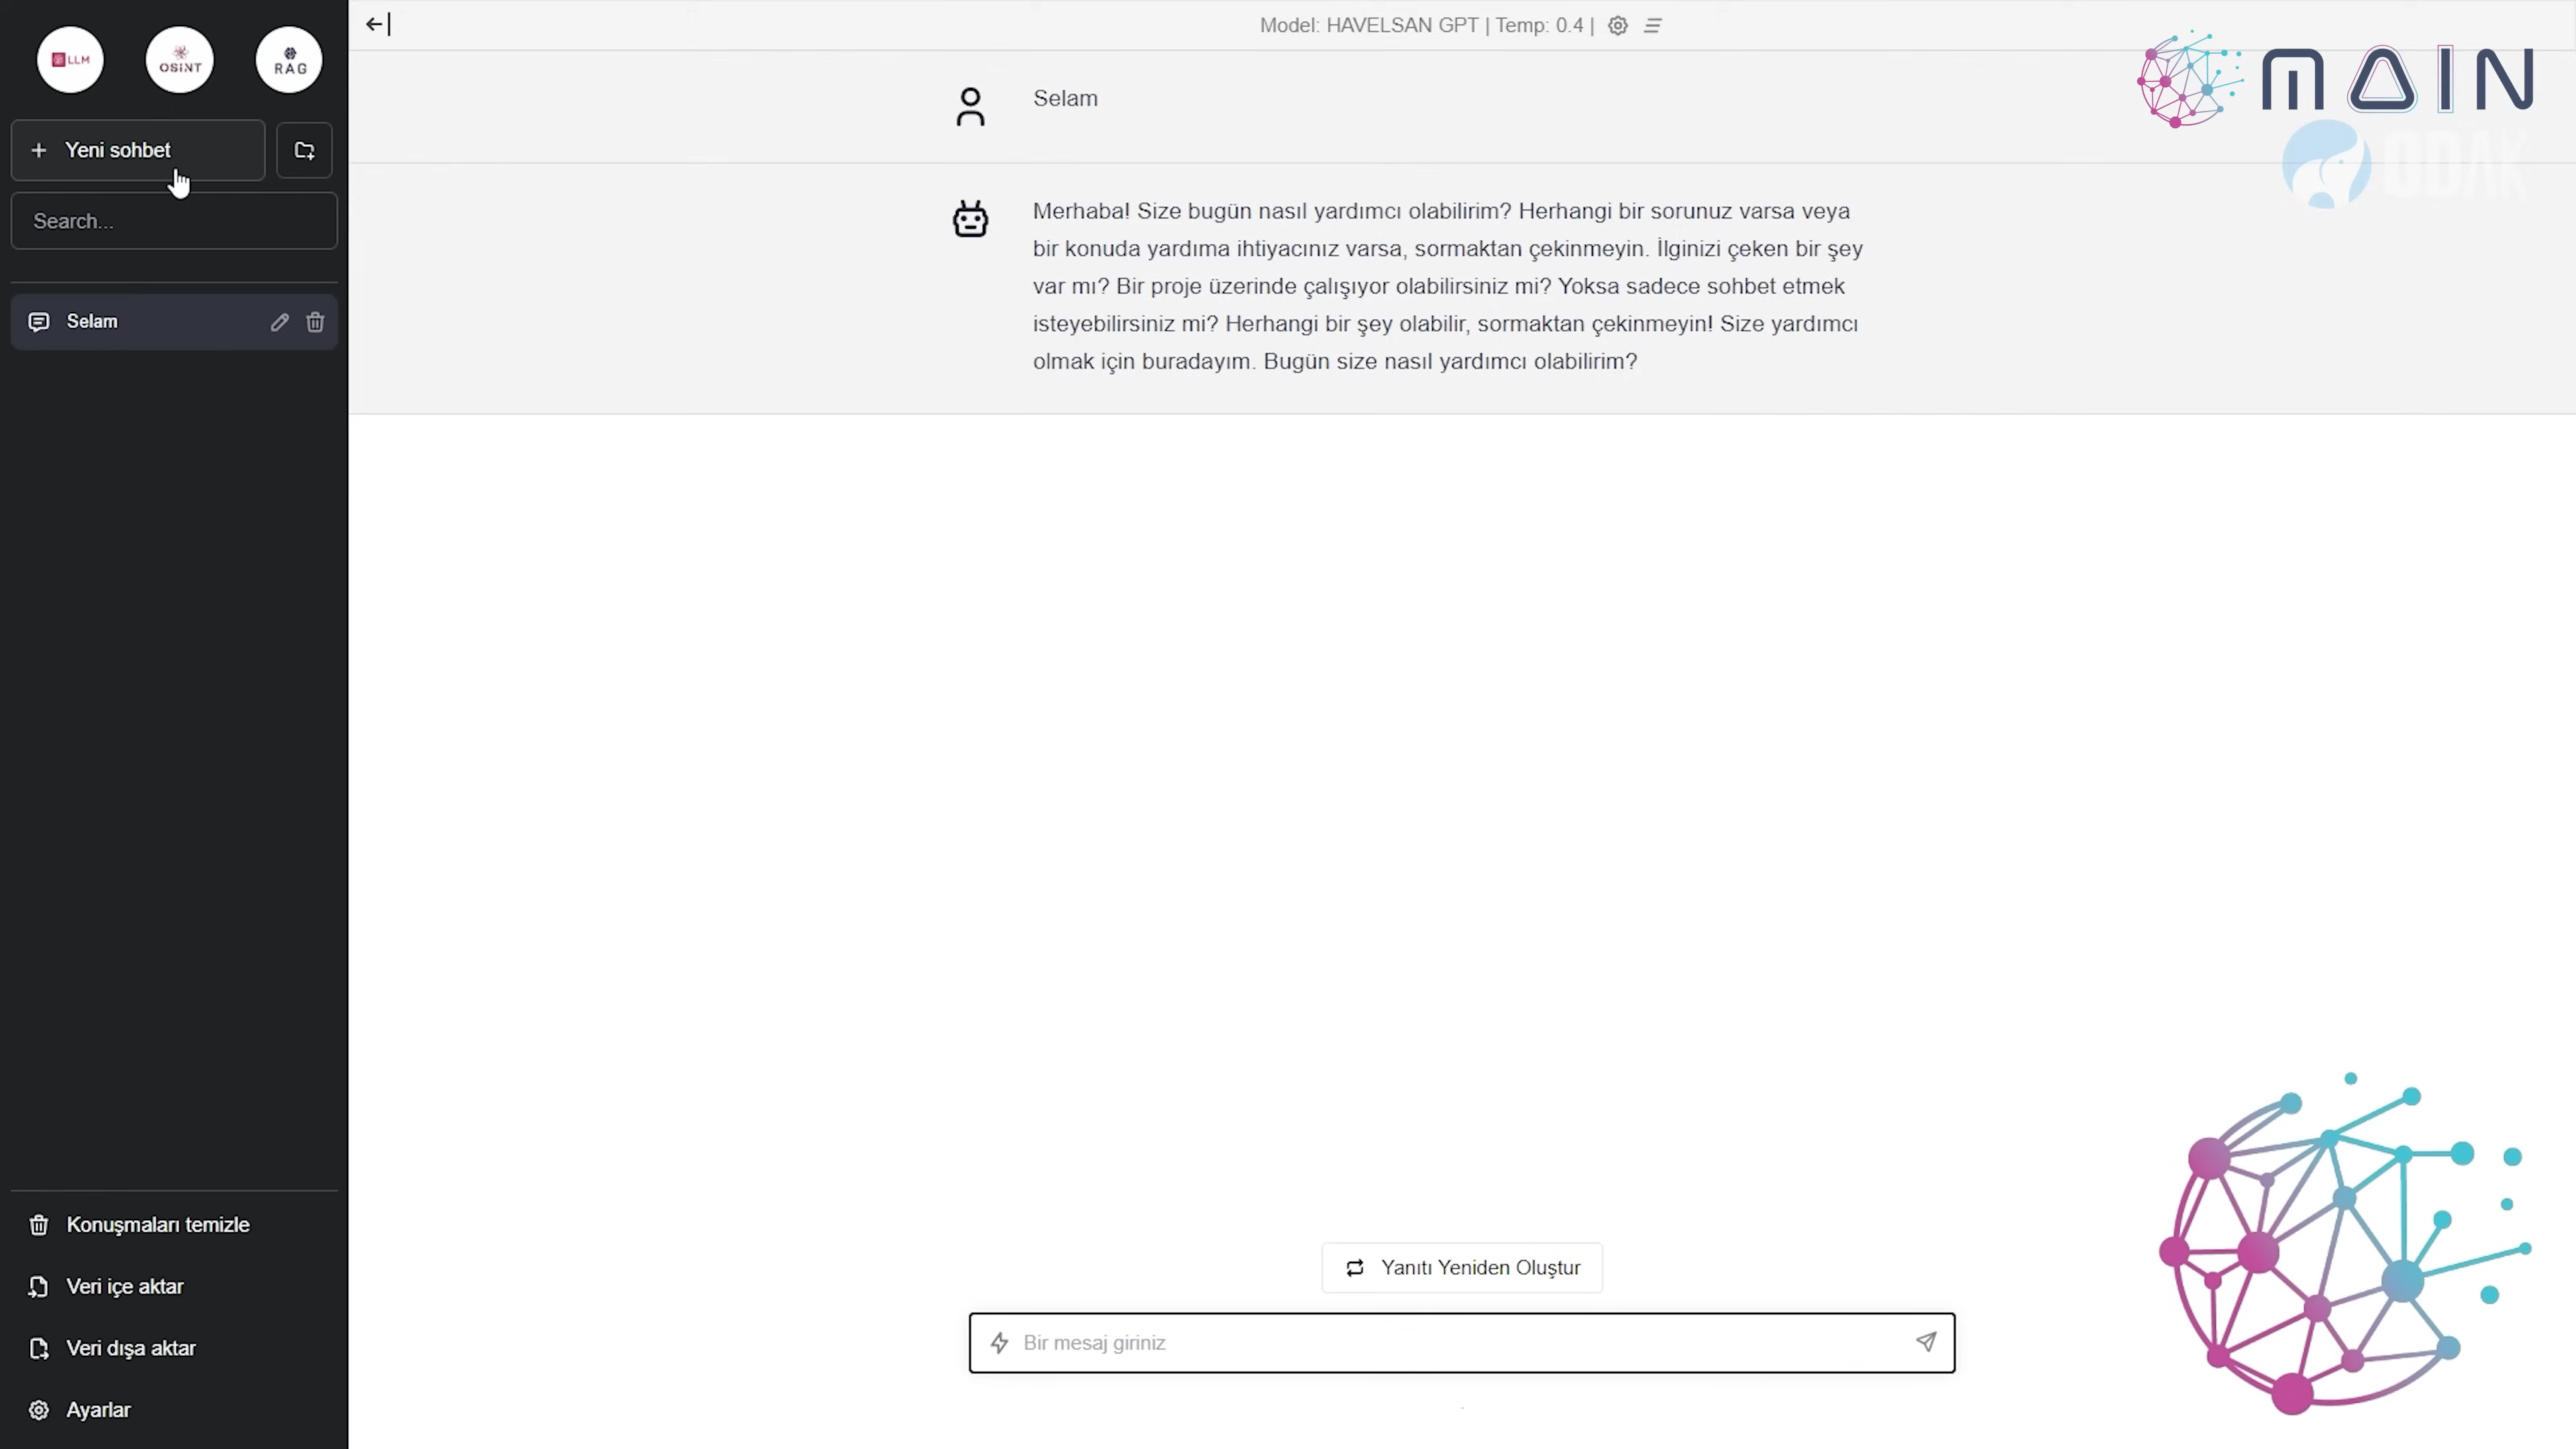 LLM
OSINT
RAG
Yeni sohbet
Search...
Selam
Konuşmaları temizle
Veri içe aktar
Veri dışa aktar
Ayarlar
Model: HAVELSAN GPT | Temp: 0.4 |
MAIN
ODAK
Selam
Merhaba! Size bugün nasıl yardımcı olabilirim? Herhangi bir sorunuz varsa veya
bir konuda yardıma ihtiyacınız varsa, sormaktan çekinmeyin. İlginizi çeken bir şey
var mı? Bir proje üzerinde çalışıyor olabilirsiniz mi? Yoksa sadece sohbet etmek
isteyebilirsiniz mi? Herhangi bir şey olabilir, sormaktan çekinmeyin! Size yardımcı
olmak için buradayım. Bugün size nasıl yardımcı olabilirim?
Yanıtı Yeniden Oluştur
Bir mesaj giriniz